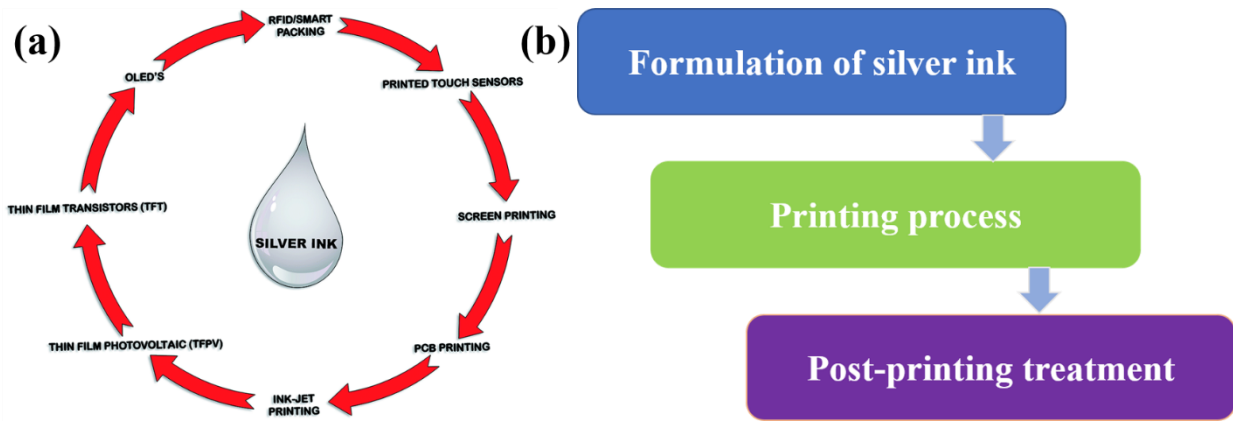 (a)
RFID/SMART
PACKING
PRINTED TOUCH SENSORS
SCREEN PRINTING
PCB PRINTING
INK-JET
PRINTING
THIN FILM PHOTOVOLTAIC (TFPV)
THIN FILM TRANSISTORS (TFT)
OLED'S
SILVER INK
(b)
Formulation of silver ink
Printing process
Post-printing treatment